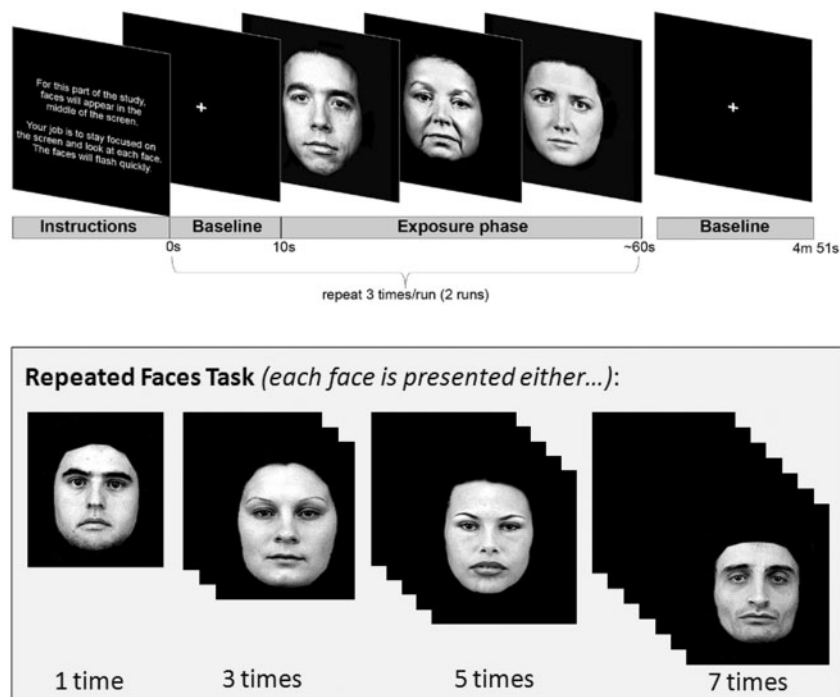 For this part of the study,
faces will appear in the
middle of the screen.
Your job is to stay focused on
the screen and look at each face.
The faces will flash quickly.
+
+
Instructions
Baseline
Exposure phase
Baseline
0s
10s
~60s
4m 51s
repeat 3 times/run (2 runs)
Repeated Faces Task (each face is presented either…):
1 time
3 times
5 times
7 times